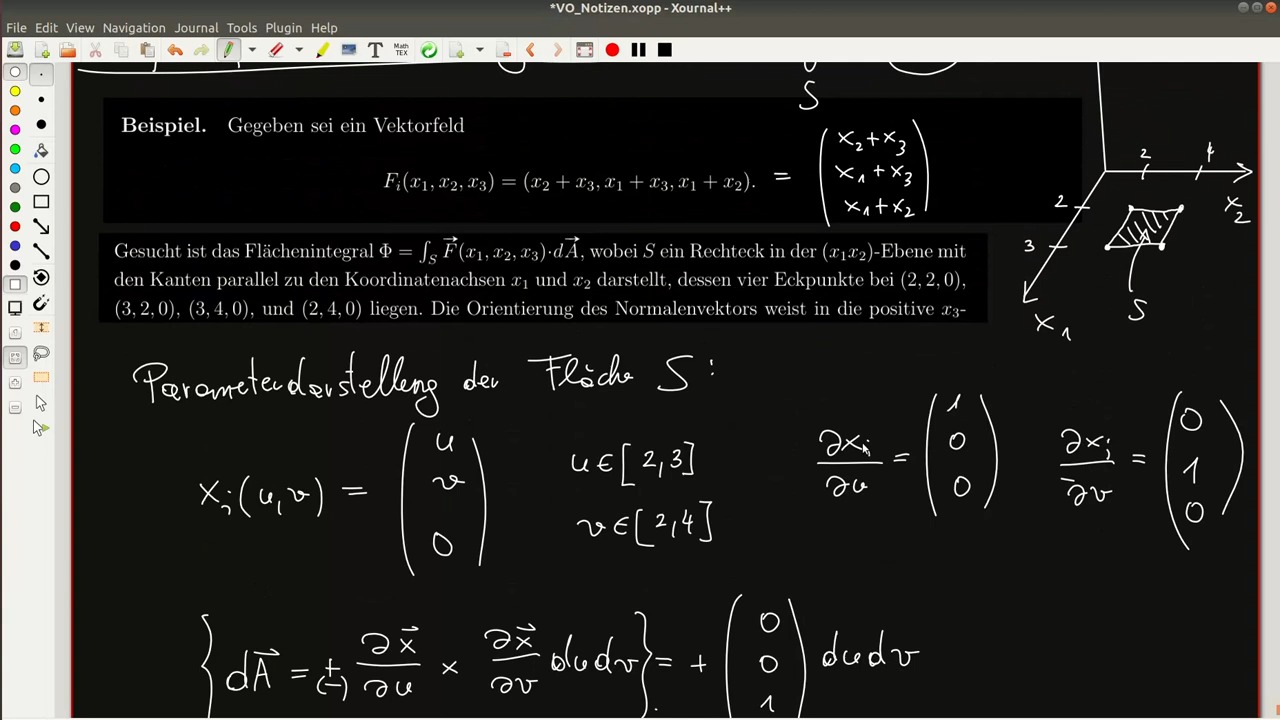 *VO_Notizen.xopp - Xournal++
File Edit View Navigation Journal Tools Plugin Help
S
Beispiel. Gegeben sei ein Vektorfeld
F_i(x_1, x_2, x_3) = (x_2 + x_3, x_1 + x_3, x_1 + x_2). = ( x_2 + x_3
x_1 + x_3
x_1 + x_2 )
2 4
x_2
2
3
x_1
S
Gesucht ist das Flächenintegral Φ = ∫_S F⃗(x_1, x_2, x_3)·dA⃗, wobei S ein Rechteck in der (x_1x_2)-Ebene mit
den Kanten parallel zu den Koordinatenachsen x_1 und x_2 darstellt, dessen vier Eckpunkte bei (2, 2, 0),
(3, 2, 0), (3, 4, 0), und (2, 4, 0) liegen. Die Orientierung des Normalenvektors weist in die positive x_3-
Parameterdarstellung der Fläche S:
x_i(u,v) = ( u
v
0 )
u ∈ [2,3]
v ∈ [2,4]
∂x_i/∂u = ( 1
0
0 )
∂x_i/∂v = ( 0
1
0 )
{ dA⃗ = +(-) ∂x⃗/∂u × ∂x⃗/∂v du dv } = + ( 0
0
1 ) du dv